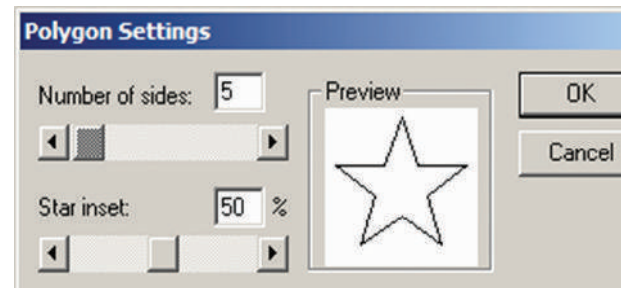 Polygon Settings
Number of sides: 5
Preview
OK
Cancel
Star inset: 50 %